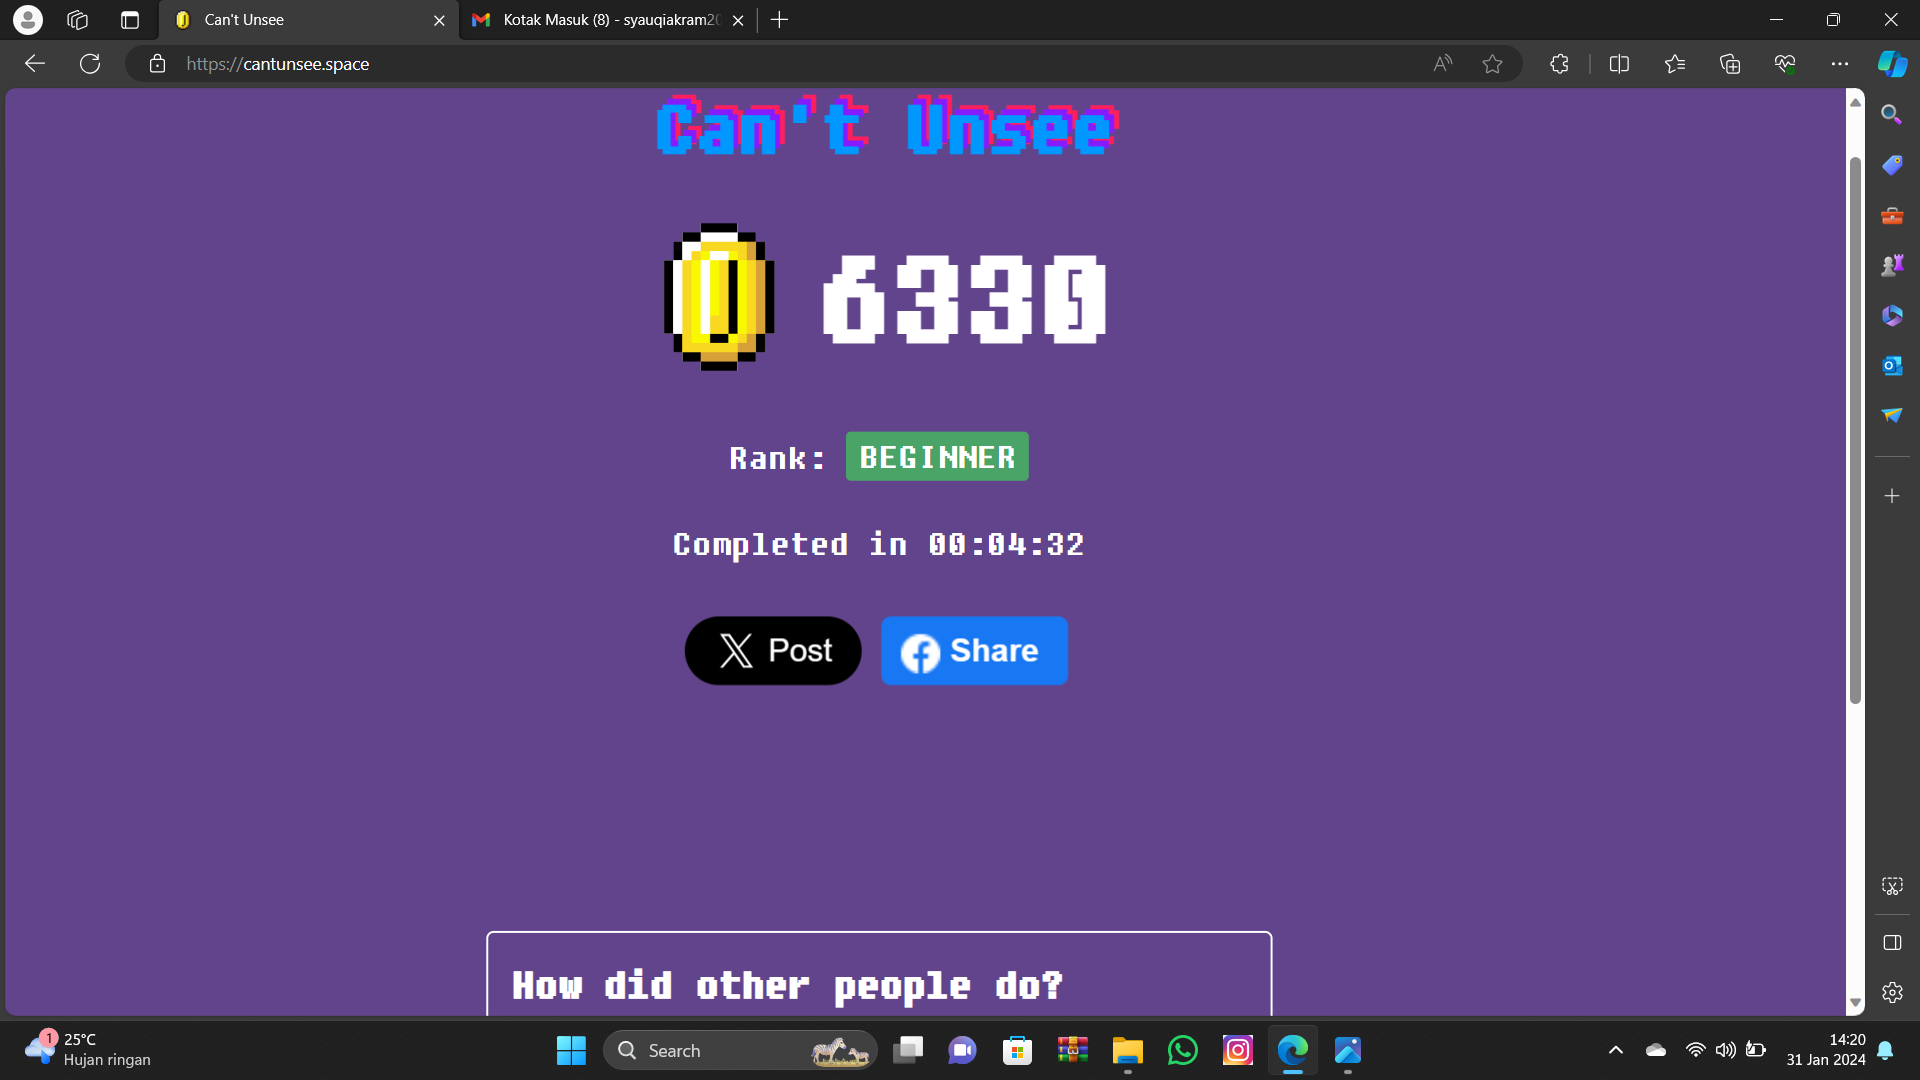 Can't Unsee
Kotak Masuk (8) - syauqiakram20
https://cantunsee.space
Can't Unsee
6330
Rank: BEGINNER
Completed in 00:04:32
Post
Share
How did other people do?
1
25°C
Hujan ringan
Search
14:20
31 Jan 2024